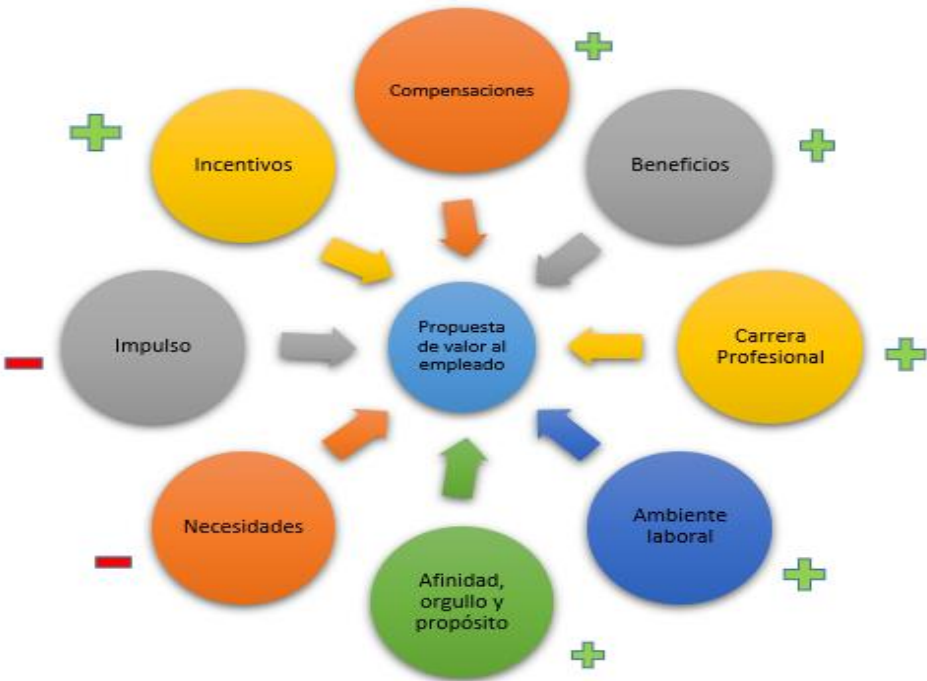 Compensaciones
Incentivos
Beneficios
Impulso
Propuesta
de valor al
empleado
Carrera
Profesional
Necesidades
Ambiente
laboral
Afinidad,
orgullo y
propósito